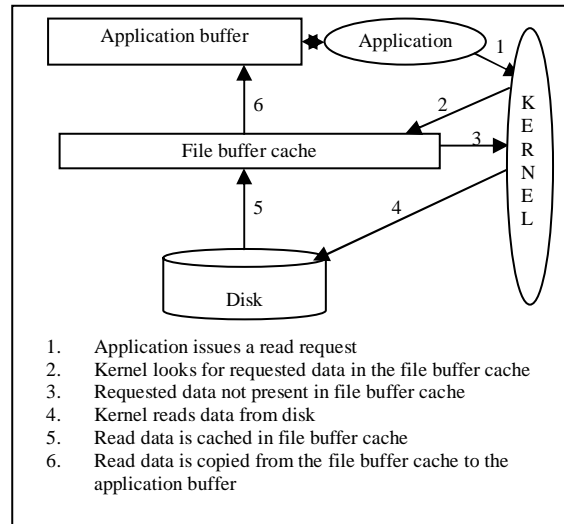 Application buffer
Application
1
6
2
K
E
R
N
E
L
3
File buffer cache
5
4
Disk
1. Application issues a read request
2. Kernel looks for requested data in the file buffer cache
3. Requested data not present in file buffer cache
4. Kernel reads data from disk
5. Read data is cached in file buffer cache
6. Read data is copied from the file buffer cache to the
application buffer